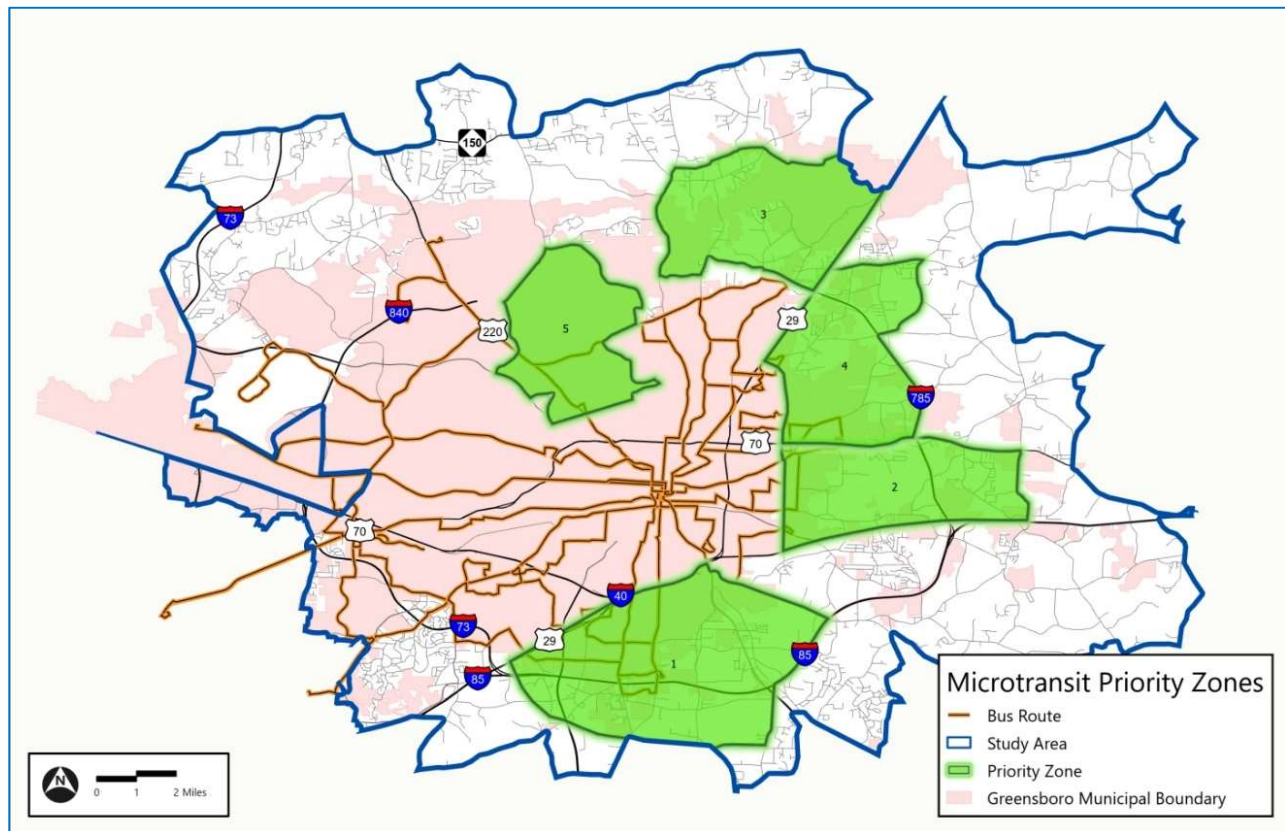 150
73
3
840
220
5
29
4
785
70
2
70
40
73
29
1
85
85
N
0 1 2 Miles
Microtransit Priority Zones
Bus Route
Study Area
Priority Zone
Greensboro Municipal Boundary